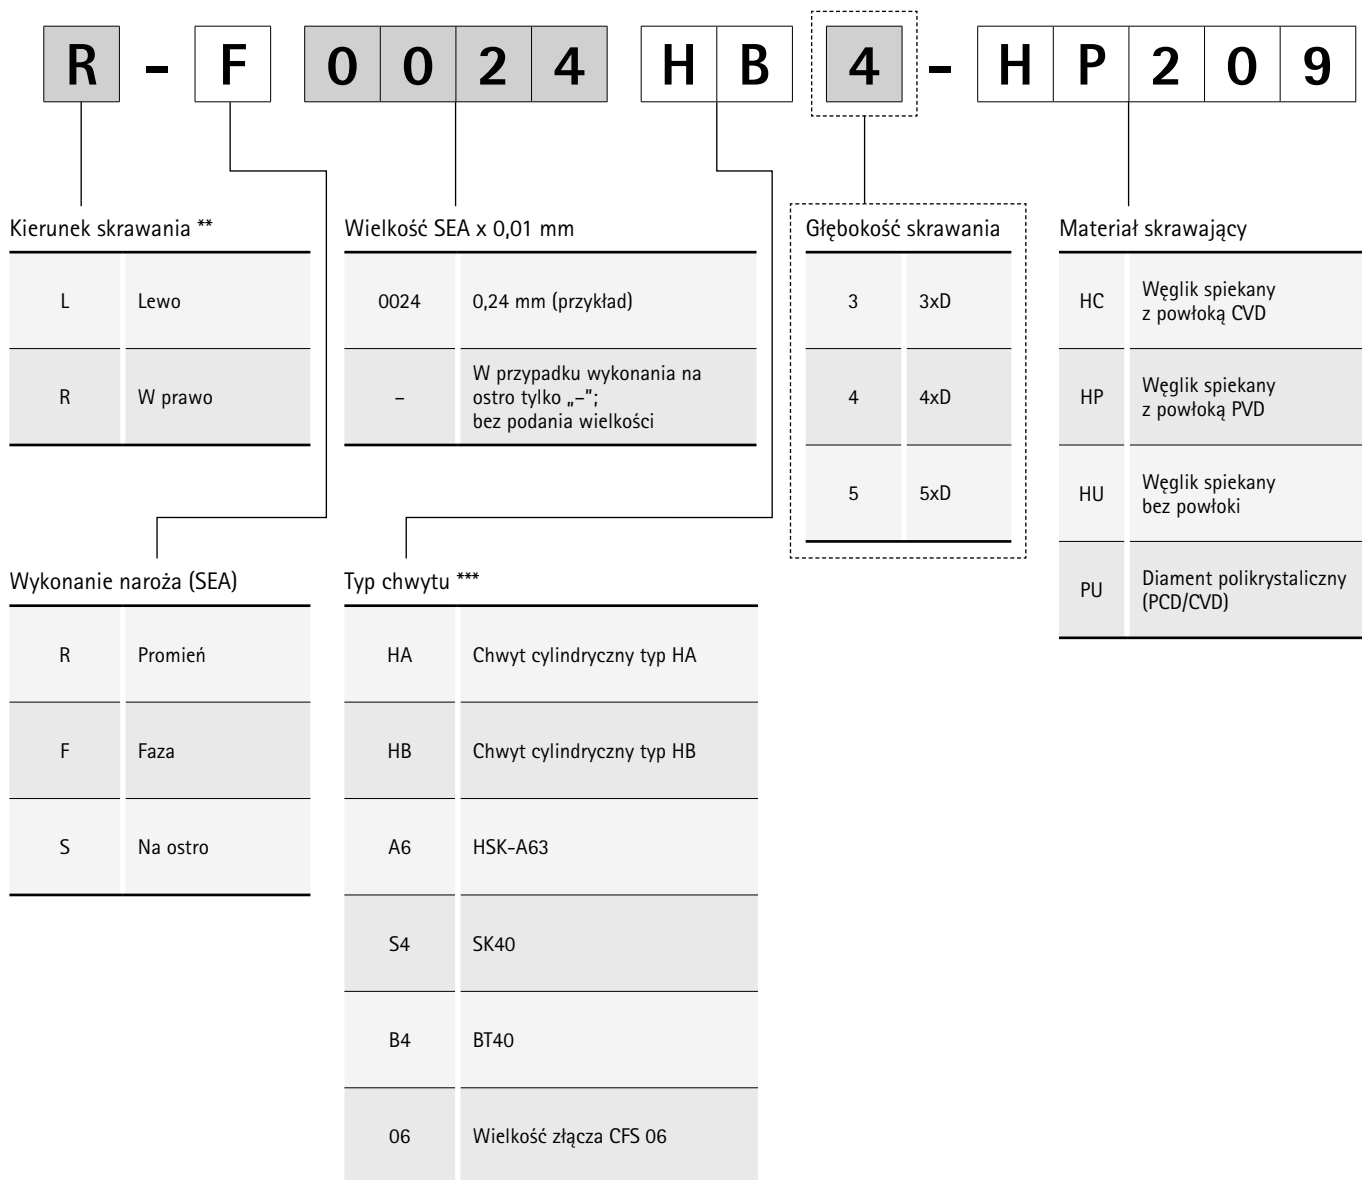 R - F 0 0 2 4 H B 4 - H P 2 0 9
Kierunek skrawania **
L Lewo
R W prawo
Wielkość SEA x 0,01 mm
0024 0,24 mm (przykład)
– W przypadku wykonania na
ostro tylko „–”;
bez podania wielkości
Głębokość skrawania
3 3xD
4 4xD
5 5xD
Materiał skrawający
HC Węglik spiekany
z powłoką CVD
HP Węglik spiekany
z powłoką PVD
HU Węglik spiekany
bez powłoki
PU Diament polikrystaliczny
(PCD/CVD)
Wykonanie naroża (SEA)
R Promień
F Faza
S Na ostro
Typ chwytu ***
HA Chwyt cylindryczny typ HA
HB Chwyt cylindryczny typ HB
A6 HSK-A63
S4 SK40
B4 BT40
06 Wielkość złącza CFS 06